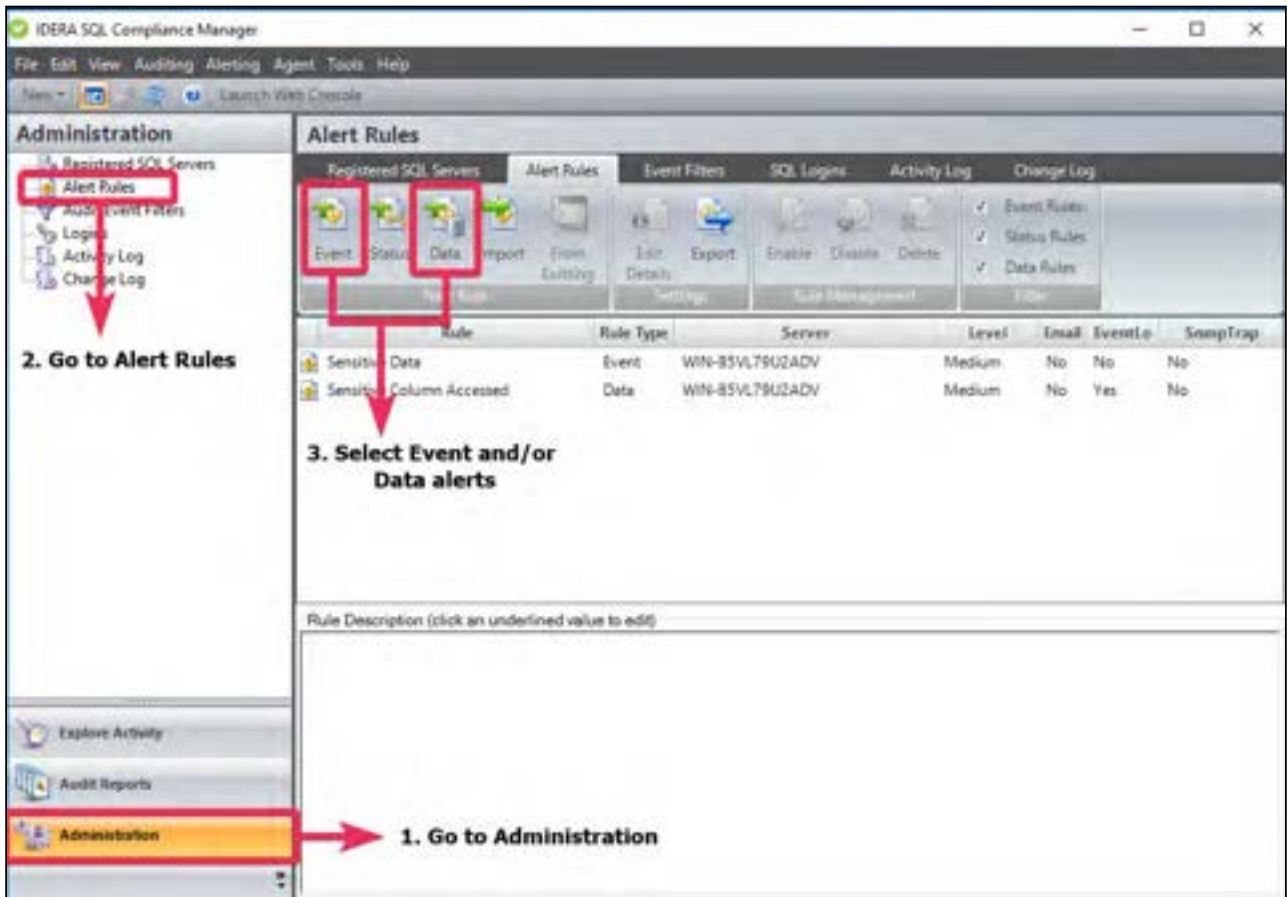 IDERA SQL Compliance Manager
File Edit View Auditing Alerting Agent Tools Help
New Launch Web Console
Administration
Registered SQL Servers
Alert Rules
Audit Event Filters
Logins
Activity Log
Change Log
2. Go to Alert Rules
Alert Rules
Registered SQL Servers Alert Rules Event Filters SQL Logins Activity Log Change Log
Event Status Data Import From Existing Edit Details Export Enable Disable Delete
Event Rules
Status Rules
Data Rules
New Rule Settings Rule Management Filter
Rule Rule Type Server Level Email EventLo SnmpTrap
Sensitive Data Event WIN-85VL79U2ADV Medium No No No
Sensitive Column Accessed Data WIN-85VL79U2ADV Medium No Yes No
3. Select Event and/or
Data alerts
Rule Description (click an underlined value to edit)
Explore Activity
Audit Reports
Administration
1. Go to Administration